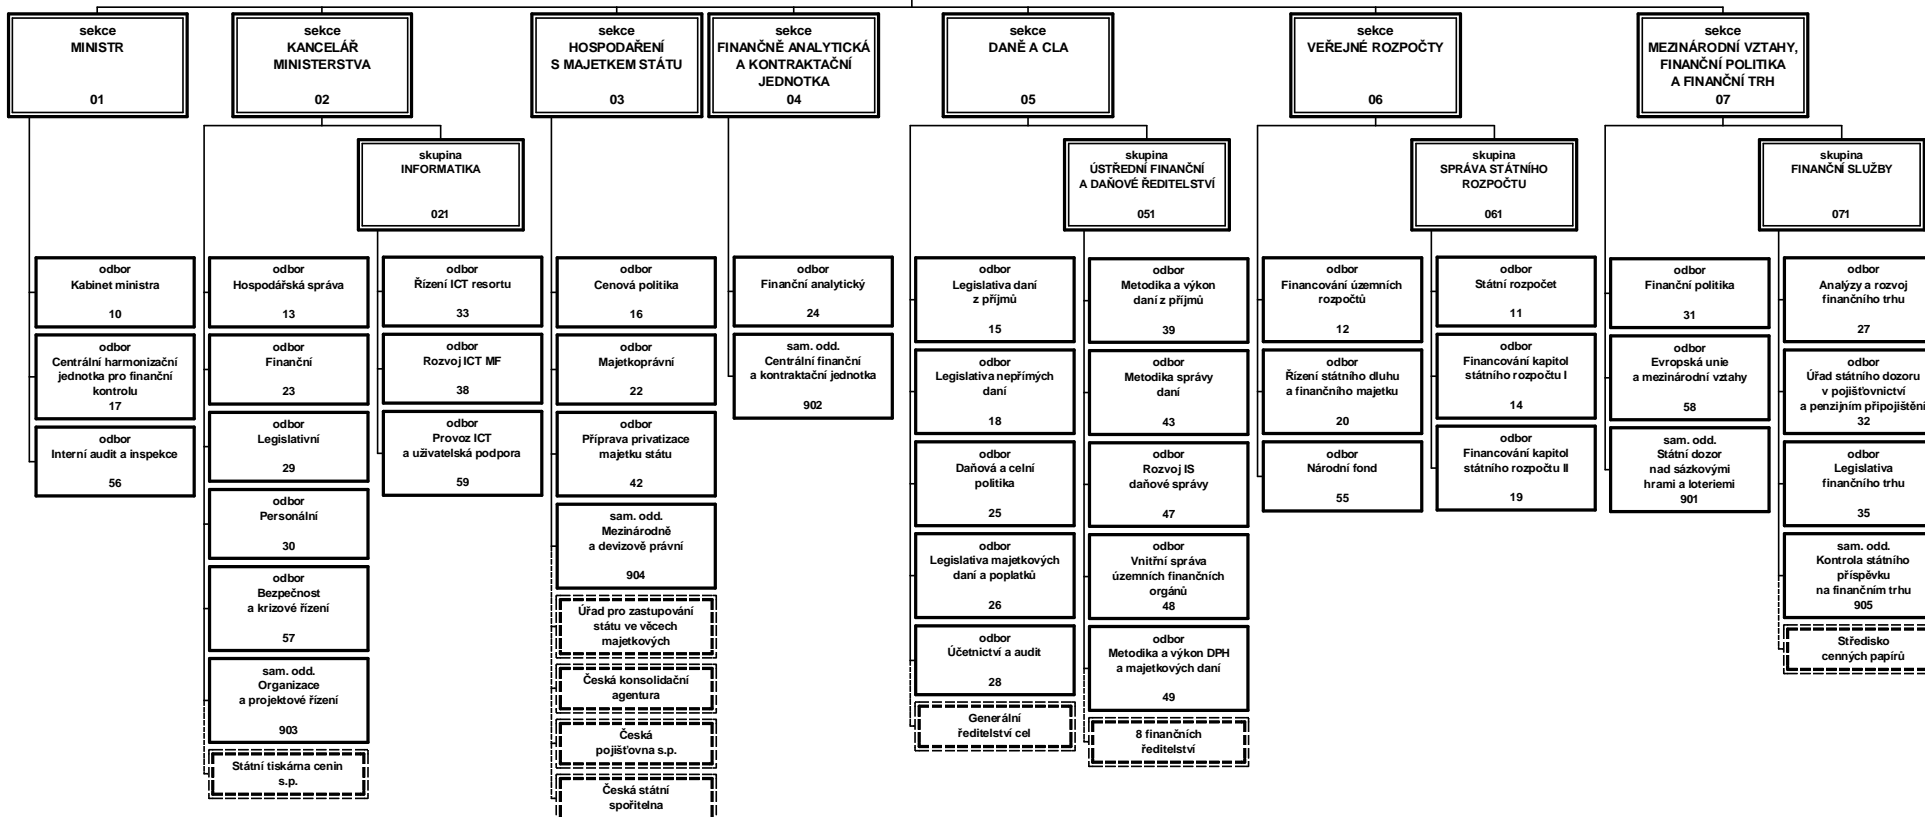 sekce
MINISTR
01
sekce
KANCELÁŘ
MINISTERSTVA
02
sekce
HOSPODAŘENÍ
S MAJETKEM STÁTU
03
sekce
FINANČNĚ ANALYTICKÁ
A KONTRAKTAČNÍ
JEDNOTKA
04
sekce
DANĚ A CLA
05
sekce
VEŘEJNÉ ROZPOČTY
06
sekce
MEZINÁRODNÍ VZTAHY,
FINANČNÍ POLITIKA
A FINANČNÍ TRH
07
skupina
INFORMATIKA
021
skupina
ÚSTŘEDNÍ FINANČNÍ
A DAŇOVÉ ŘEDITELSTVÍ
051
skupina
SPRÁVA STÁTNÍHO
ROZPOČTU
061
skupina
FINANČNÍ SLUŽBY
071
odbor
Kabinet ministra
10
odbor
Centrální harmonizační
jednotka pro finanční
kontrolu
17
odbor
Interní audit a inspekce
56
odbor
Hospodářská správa
13
odbor
Finanční
23
odbor
Legislativní
29
odbor
Personální
30
odbor
Bezpečnost
a krizové řízení
57
sam. odd.
Organizace
a projektové řízení
903
Státní tiskárna cenin
s.p.
odbor
Řízení ICT resortu
33
odbor
Rozvoj ICT MF
38
odbor
Provoz ICT
a uživatelská podpora
59
odbor
Cenová politika
16
odbor
Majetkoprávní
22
odbor
Příprava privatizace
majetku státu
42
sam. odd.
Mezinárodně
a devizově právní
904
Úřad pro zastupování
státu ve věcech
majetkových
Česká konsolidační
agentura
Česká
pojišťovna s.p.
Česká státní
spořitelna
odbor
Finanční analytický
24
sam. odd.
Centrální finanční
a kontraktační jednotka
902
odbor
Legislativa daní
z příjmů
15
odbor
Legislativa nepřímých
daní
18
odbor
Daňová a celní
politika
25
odbor
Legislativa majetkových
daní a poplatků
26
odbor
Účetnictví a audit
28
Generální
ředitelství cel
odbor
Metodika a výkon
daní z příjmů
39
odbor
Metodika správy
daní
43
odbor
Rozvoj IS
daňové správy
47
odbor
Vnitřní správa
územních finančních
orgánů
48
odbor
Metodika a výkon DPH
a majetkových daní
49
8 finančních
ředitelství
odbor
Financování územních
rozpočtů
12
odbor
Řízení státního dluhu
a finančního majetku
20
odbor
Národní fond
55
odbor
Státní rozpočet
11
odbor
Financování kapitol
státního rozpočtu I
14
odbor
Financování kapitol
státního rozpočtu II
19
odbor
Finanční politika
31
odbor
Evropská unie
a mezinárodní vztahy
58
sam. odd.
Státní dozor
nad sázkovými
hrami a loteriemi
901
odbor
Analýzy a rozvoj
finančního trhu
27
odbor
Úřad státního dozoru
v pojišťovnictví
a penzijním připojištění
32
odbor
Legislativa
finančního trhu
35
sam. odd.
Kontrola státního
příspěvku
na finančním trhu
905
Středisko
cenných papírů